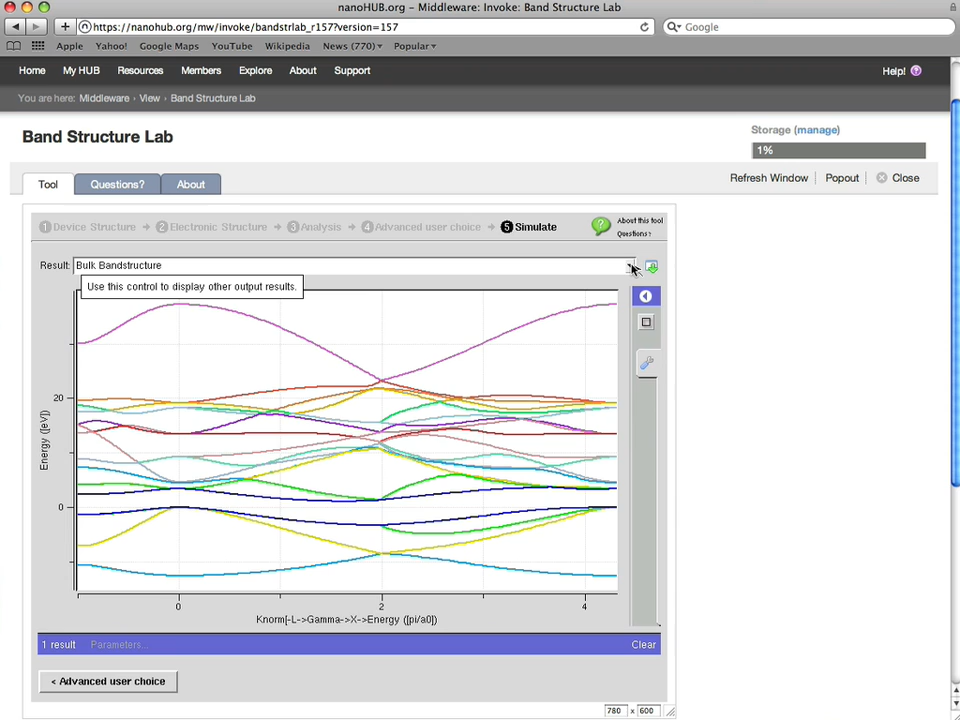 nanoHUB.org - Middleware: Invoke: Band Structure Lab
https://nanohub.org/mw/invoke/bandstrlab_r157?version=157
Google
Apple Yahoo! Google Maps YouTube Wikipedia News (770) Popular
Home My HUB Resources Members Explore About Support
Help! ?
You are here: Middleware › View › Band Structure Lab
Band Structure Lab
Storage (manage)
1%
Tool Questions? About
Refresh Window Popout Close
1 Device Structure → 2 Electronic Structure → 3 Analysis → 4 Advanced user choice → 5 Simulate
? About this tool
Questions?
Result: Bulk Bandstructure
Use this control to display other output results.
20
0
Energy ([eV])
0 2 4
Knorm[-L->Gamma->X->Energy ([pi/a0])
1 result Parameters... Clear
< Advanced user choice
780 x 600